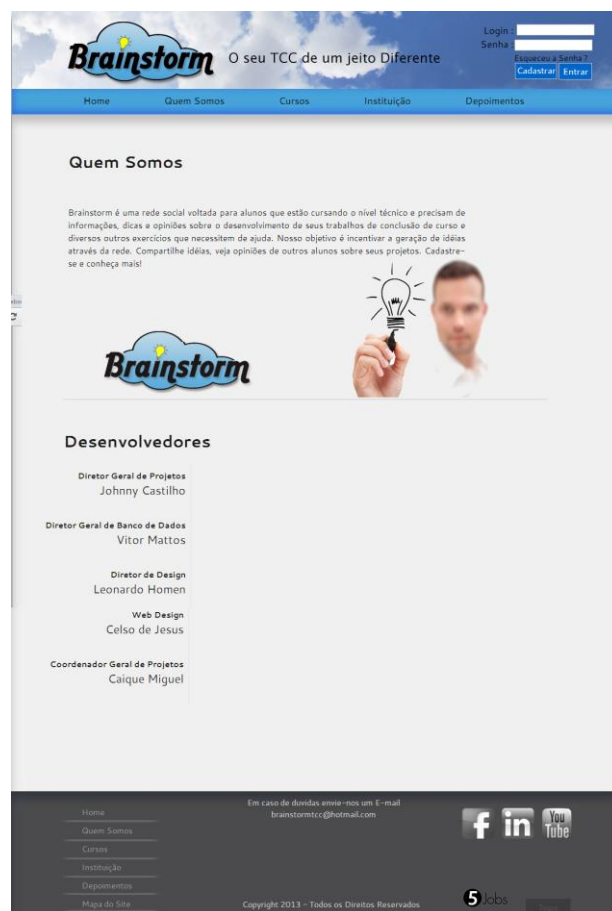 Brainstorm
O seu TCC de um jeito Diferente
Login :
Senha :
Esqueceu a Senha ?
Cadastrar Entrar
Home Quem Somos Cursos Instituição Depoimentos
Quem Somos
Brainstorm é uma rede social voltada para alunos que estão cursando o nível técnico e precisam de
informações, dicas e opiniões sobre o desenvolvimento de seus trabalhos de conclusão de curso e
diversos outros exercícios que necessitem de ajuda. Nosso objetivo é incentivar a geração de idéias
através da rede. Compartilhe idéias, veja opiniões de outros alunos sobre seus projetos. Cadastre-
se e conheça mais!
Brainstorm
Desenvolvedores
Diretor Geral de Projetos
Johnny Castilho
Diretor Geral de Banco de Dados
Vitor Mattos
Diretor de Design
Leonardo Homen
Web Design
Celso de Jesus
Coordenador Geral de Projetos
Caique Miguel
Home
Quem Somos
Cursos
Instituição
Depoimentos
Mapa do Site
Em caso de duvidas envie-nos um E-mail
brainstormtcc@hotmail.com
Copyright 2013 - Todos os Direitos Reservados
f in You Tube
5Jobs